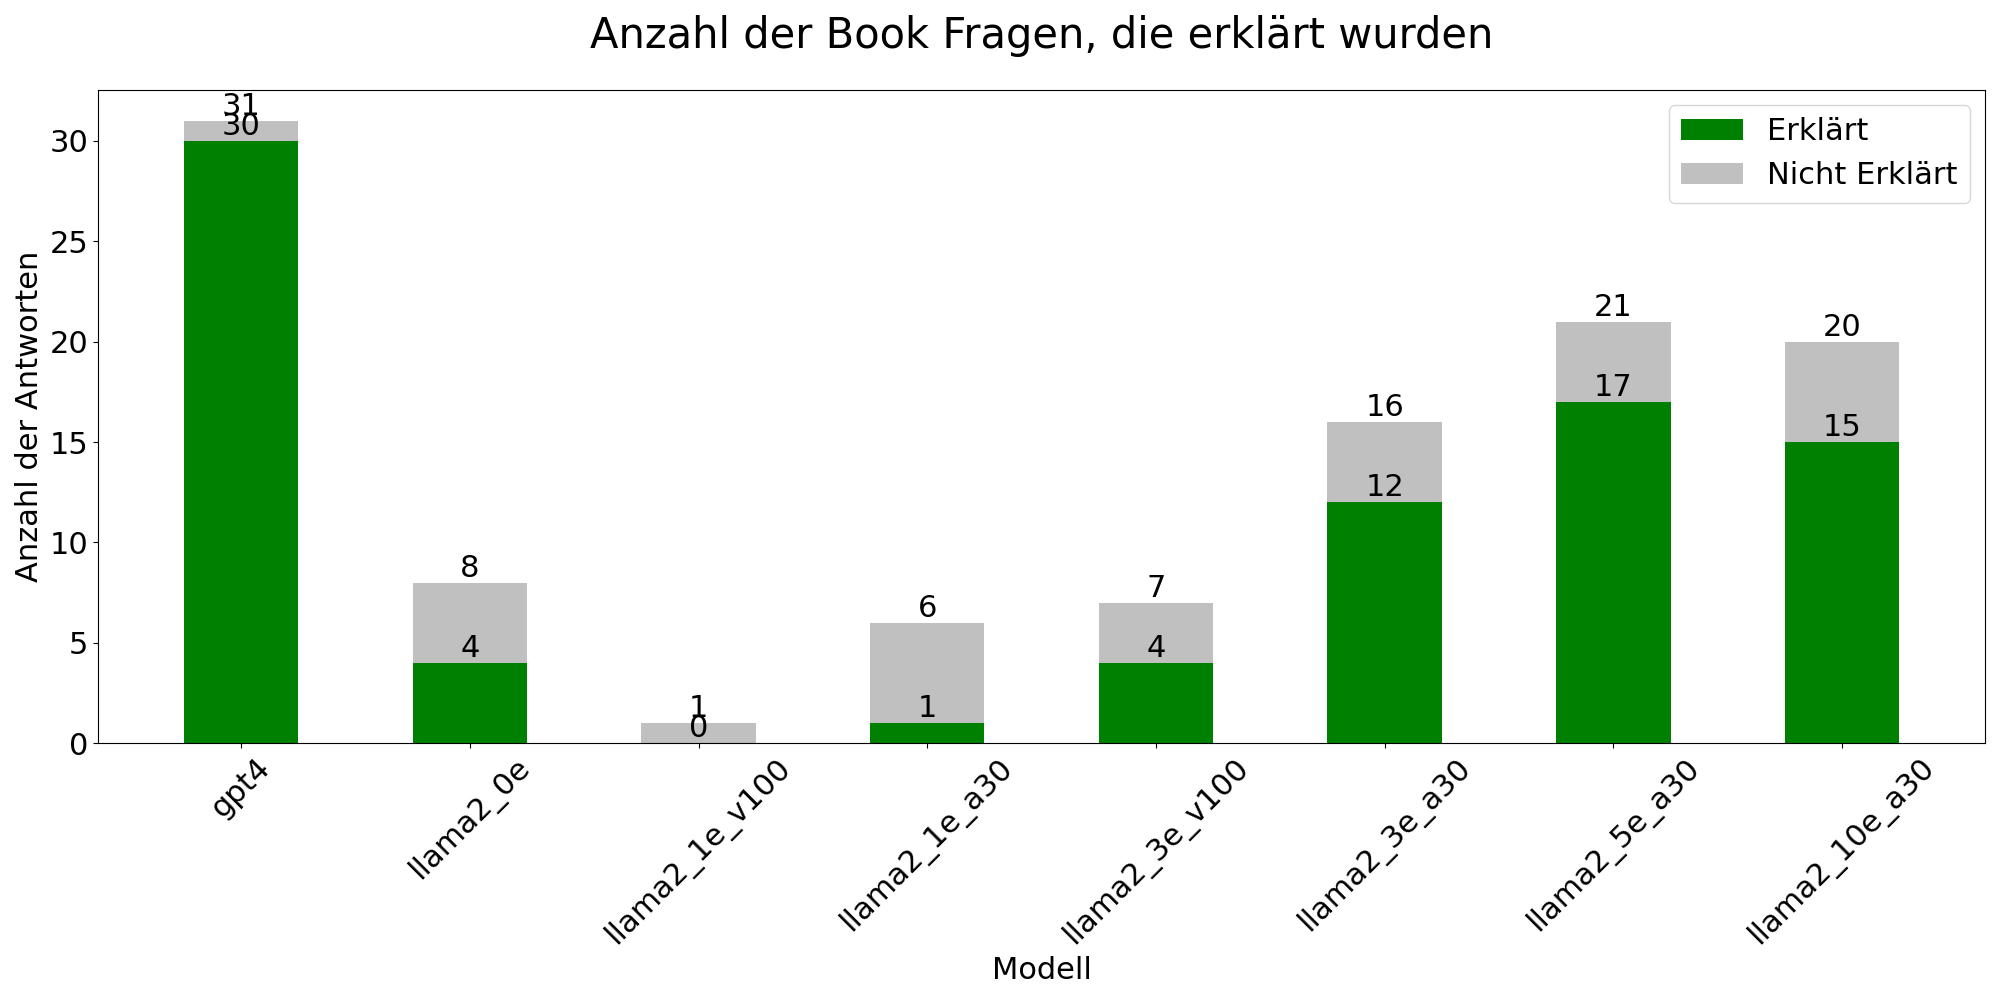 Anzahl der Book Fragen, die erklärt wurden
Erklärt
Nicht Erklärt
Anzahl der Antworten
30
25
20
15
10
5
0
31
30
8
4
1
0
6
1
7
4
16
12
21
17
20
15
gpt4
llama2_0e
llama2_1e_v100
llama2_1e_a30
llama2_3e_v100
llama2_3e_a30
llama2_5e_a30
llama2_10e_a30
Modell